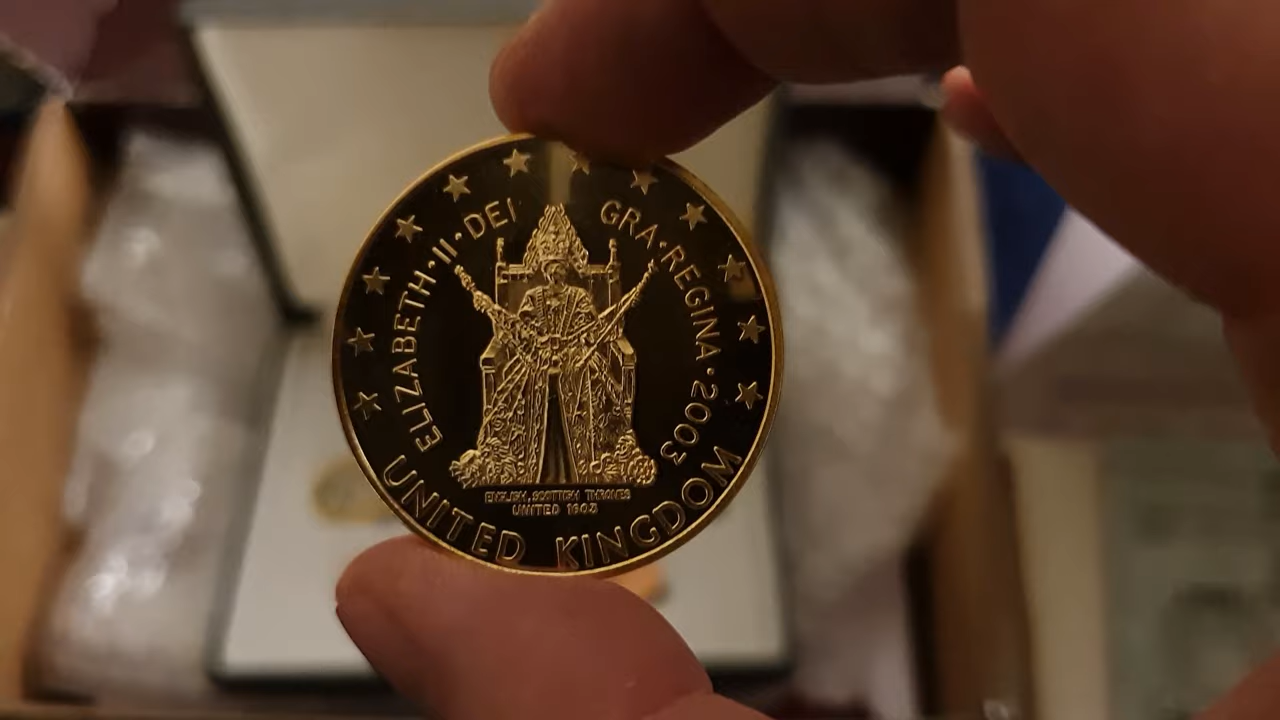 ELIZABETH·II·DEI GRA·REGINA·2003
ENGLISH, SCOTTISH THRONES
UNITED 1603
UNITED KINGDOM